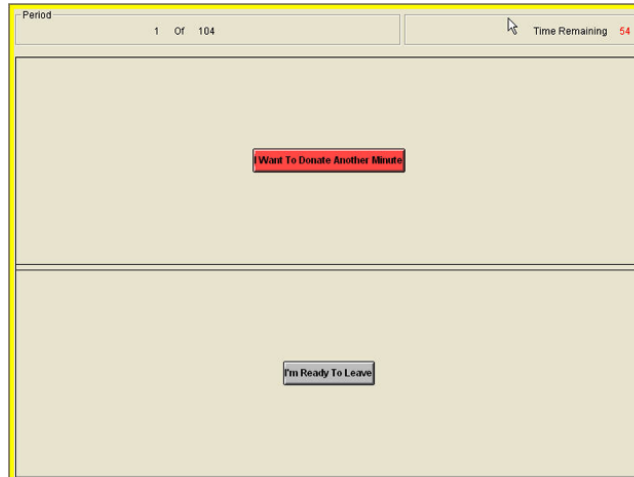 Period
1 Of 104
Time Remaining 54
I Want To Donate Another Minute
I'm Ready To Leave